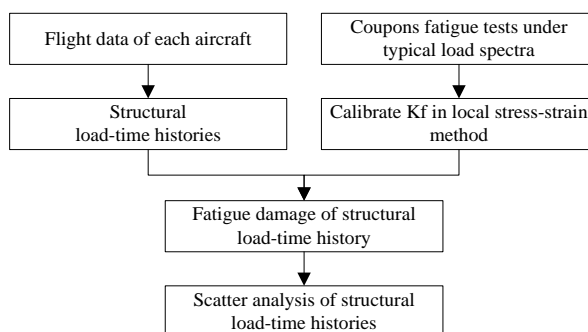 Flight data of each aircraft
Coupons fatigue tests under
typical load spectra
Structural
load-time histories
Calibrate Kf in local stress-strain
method
Fatigue damage of structural
load-time history
Scatter analysis of structural
load-time histories